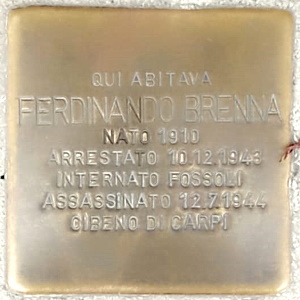 QUI ABITAVA
FERDINANDO BRENNA
NATO 1910
ARRESTATO 10.12.1943
INTERNATO FOSSOLI
ASSASSINATO 12.7.1944
CIBENO DI CARPI